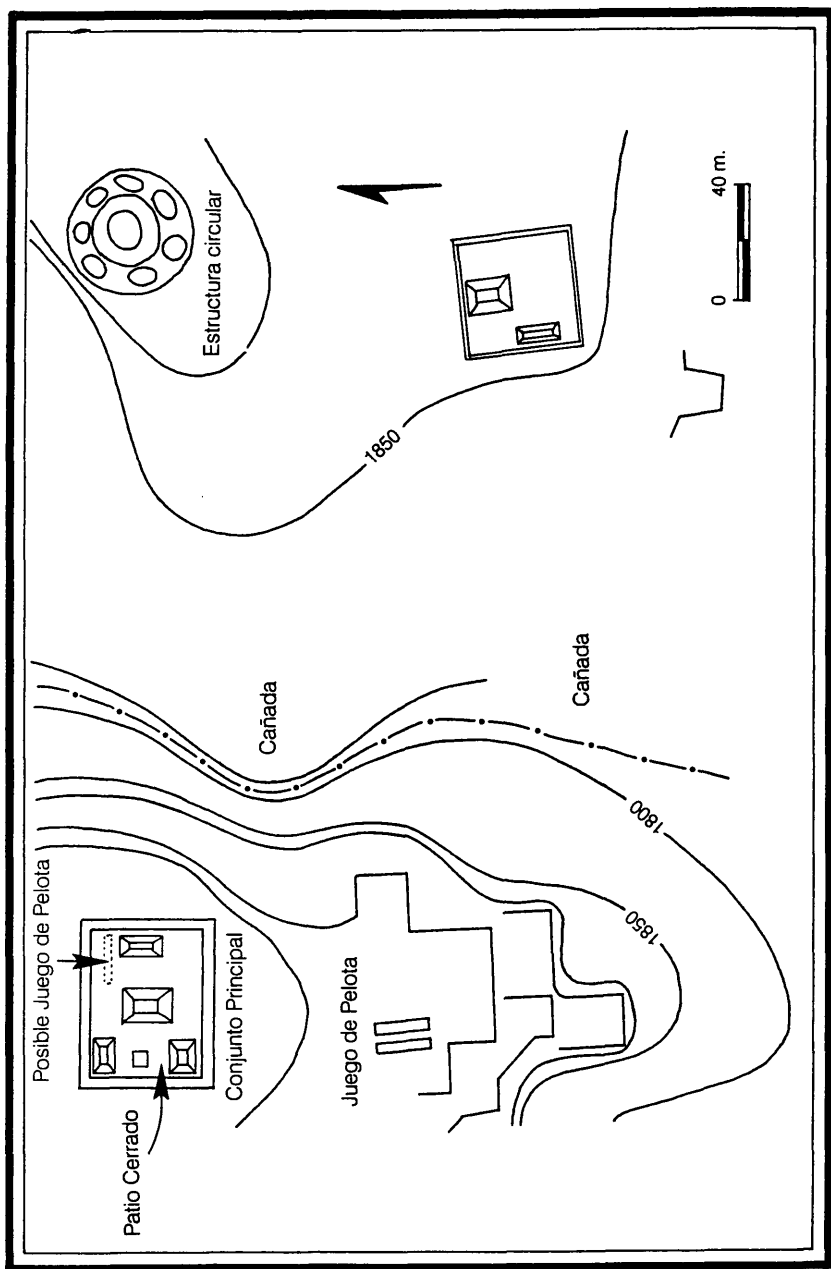 Posible Juego de Pelota
Patio Cerrado
Conjunto Principal
Juego de Pelota
Cañada
Cañada
1800
1850
1850
Estructura circular
0
40 m.